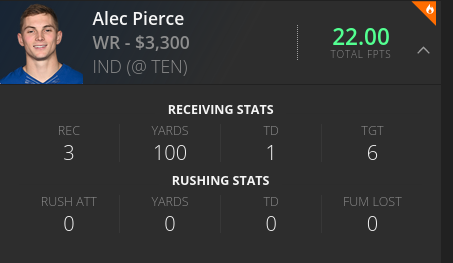 Alec Pierce
WR - $3,300
IND (@ TEN)
22.00
TOTAL FPTS
RECEIVING STATS
REC YARDS TD TGT
3 100 1 6
RUSHING STATS
RUSH ATT YARDS TD FUM LOST
0 0 0 0